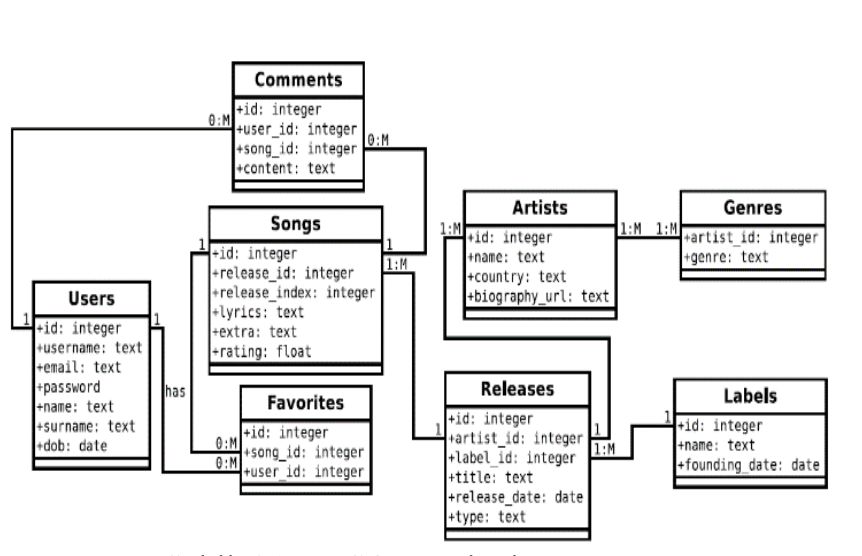 Comments
+id: integer
+user_id: integer
+song_id: integer
+content: text
0:M
0:M
Songs
+id: integer
+release_id: integer
+release_index: integer
+lyrics: text
+extra: text
+rating: float
1
1
1:M
Artists
+id: integer
+name: text
+country: text
+biography_url: text
1:M
1:M
1:M
Genres
+artist_id: integer
+genre: text
Users
+id: integer
+username: text
+email: text
+password
+name: text
+surname: text
+dob: date
1
1
has
Favorites
+id: integer
+song_id: integer
+user_id: integer
0:M
0:M
Releases
+id: integer
+artist_id: integer
+label_id: integer
+title: text
+release_date: date
+type: text
1
1
1:M
Labels
+id: integer
+name: text
+founding_date: date
1